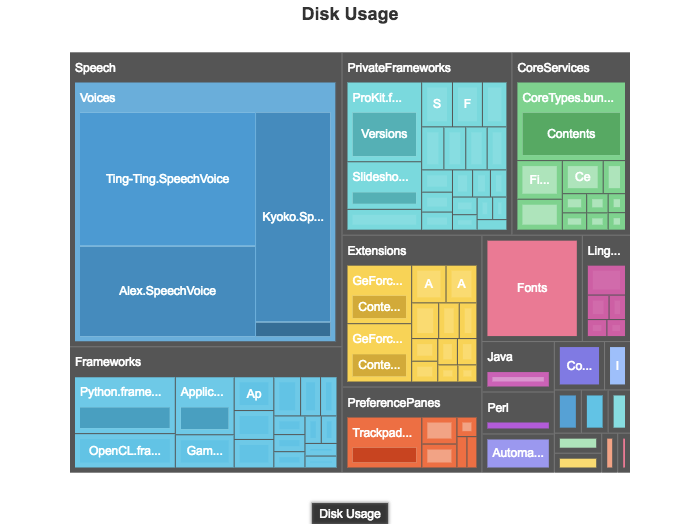 Disk Usage
Speech
Voices
Ting-Ting.SpeechVoice
Alex.SpeechVoice
Kyoko.Sp...
Frameworks
Python.frame...
OpenCL.fra...
Applic...
Gam...
Ap
PrivateFrameworks
ProKit.f...
Versions
Slidesho...
S
F
CoreServices
CoreTypes.bun...
Contents
Fi...
Ce
Extensions
GeForc...
Conte...
GeForc...
Conte...
A
A
PreferencePanes
Trackpad...
Fonts
Ling...
Java
Perl
Automa...
Co...
I
Disk Usage